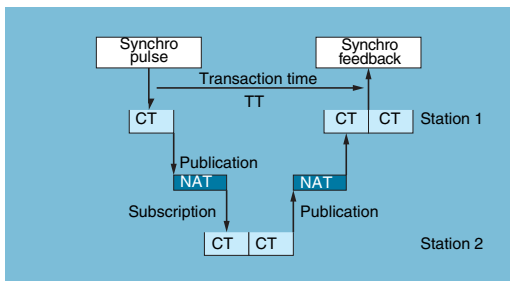 Synchro
pulse
Synchro
feedback
Transaction time
TT
CT
CT CT
Station 1
Publication
NAT
NAT
Subscription
Publication
CT CT
Station 2